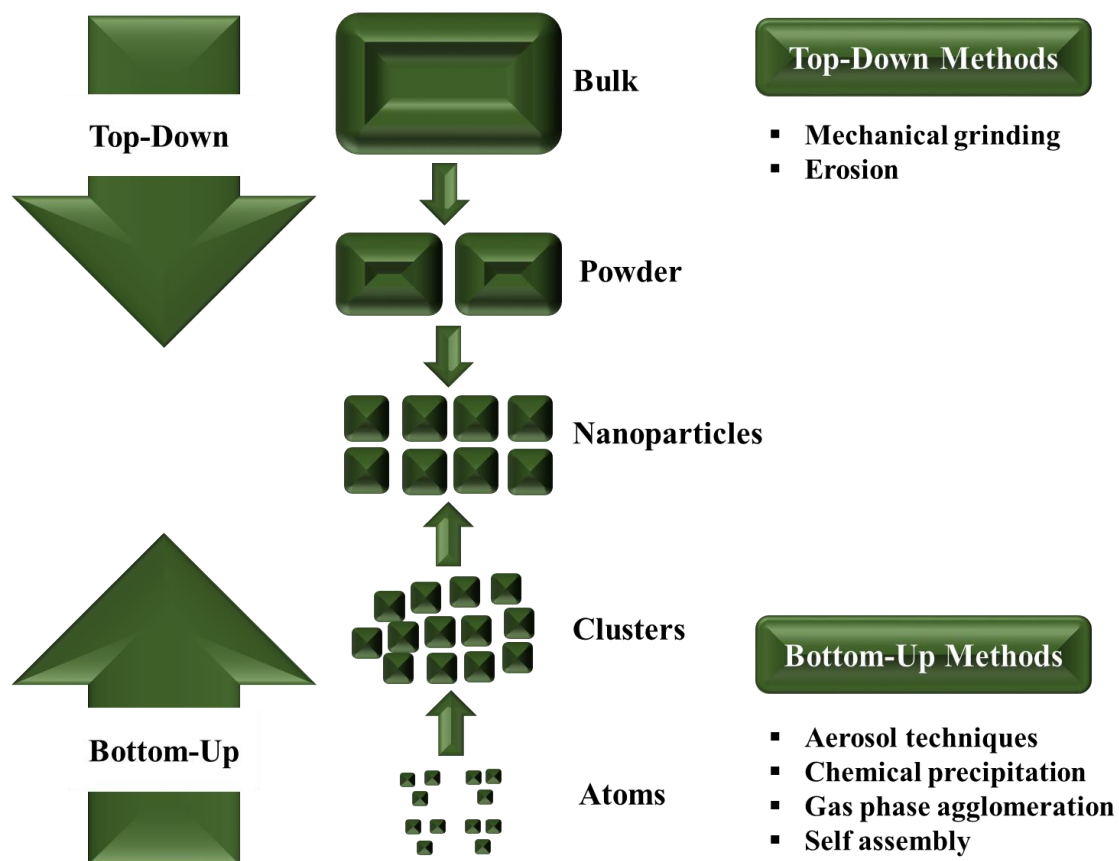 Top-Down
Bulk
Powder
Nanoparticles
Clusters
Atoms
Bottom-Up
Top-Down Methods
▪ Mechanical grinding
▪ Erosion
Bottom-Up Methods
▪ Aerosol techniques
▪ Chemical precipitation
▪ Gas phase agglomeration
▪ Self assembly